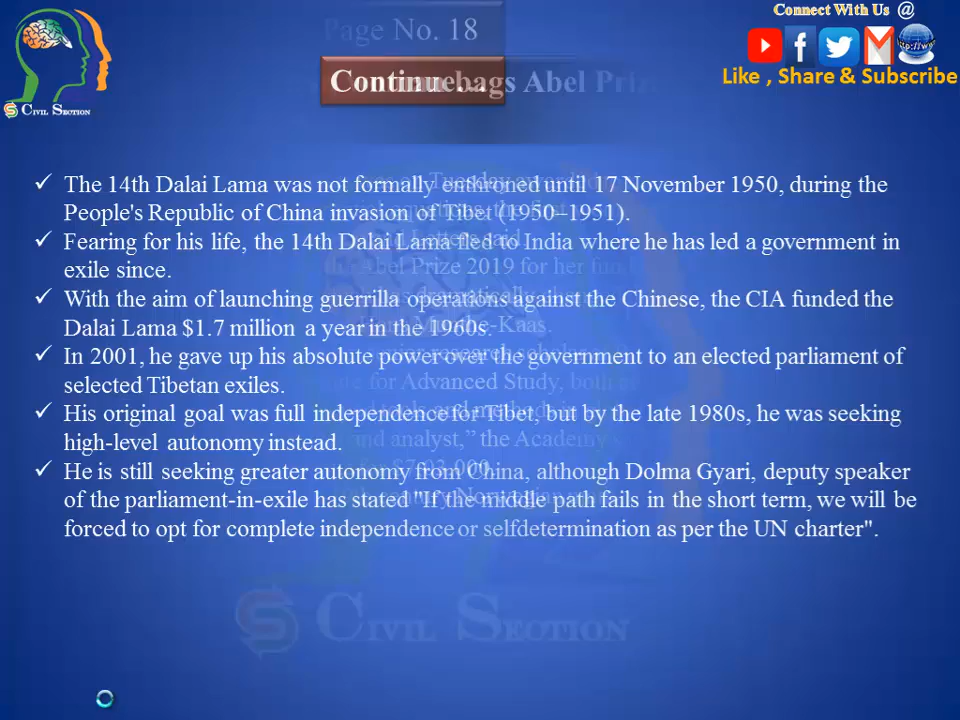 Connect With Us @
Page No. 18
Continue…
bags Abel Prize
Like , Share & Subscribe
CIVIL SECTION
✓ The 14th Dalai Lama was not formally enthroned until 17 November 1950, during the
People's Republic of China invasion of Tibet (1950–1951).
✓ Fearing for his life, the 14th Dalai Lama fled to India where he has led a government in
exile since.
✓ With the aim of launching guerrilla operations against the Chinese, the CIA funded the
Dalai Lama $1.7 million a year in the 1960s.
✓ In 2001, he gave up his absolute power over the government to an elected parliament of
selected Tibetan exiles.
✓ His original goal was full independence for Tibet, but by the late 1980s, he was seeking
high-level autonomy instead.
✓ He is still seeking greater autonomy from China, although Dolma Gyari, deputy speaker
of the parliament-in-exile has stated "If the middle path fails in the short term, we will be
forced to opt for complete independence or selfdetermination as per the UN charter".
CIVIL SECTION